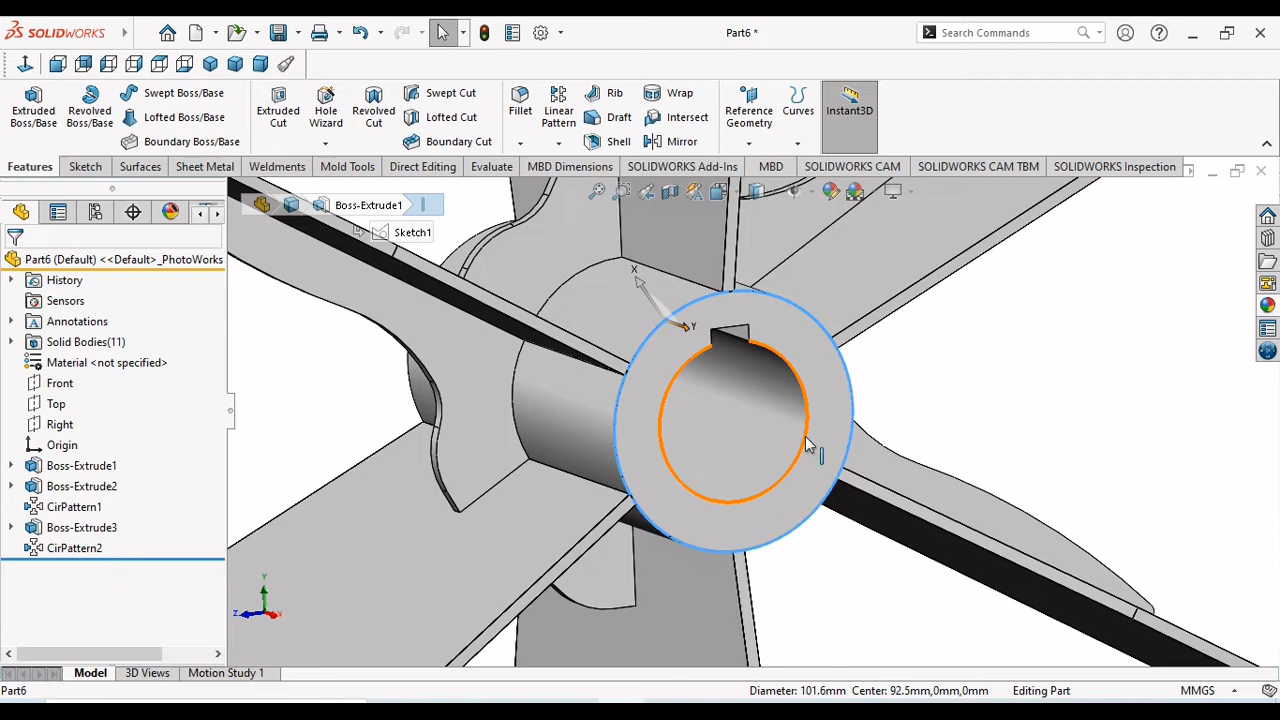 SOLIDWORKS
Part6 *
Search Commands
Extruded Boss/Base
Revolved Boss/Base
Swept Boss/Base
Lofted Boss/Base
Boundary Boss/Base
Extruded Cut
Hole Wizard
Revolved Cut
Swept Cut
Lofted Cut
Boundary Cut
Fillet
Linear Pattern
Rib
Draft
Shell
Wrap
Intersect
Mirror
Reference Geometry
Curves
Instant3D
Features Sketch Surfaces Sheet Metal Weldments Mold Tools Direct Editing Evaluate MBD Dimensions SOLIDWORKS Add-Ins MBD SOLIDWORKS CAM SOLIDWORKS CAM TBM SOLIDWORKS Inspection
Boss-Extrude1
Sketch1
Part6 (Default) <<Default>_PhotoWorks
History
Sensors
Annotations
Solid Bodies(11)
Material <not specified>
Front
Top
Right
Origin
Boss-Extrude1
Boss-Extrude2
CirPattern1
Boss-Extrude3
CirPattern2
X
Y
Y
Z
Model 3D Views Motion Study 1
Part6
Diameter: 101.6mm Center: 92.5mm,0mm,0mm
Editing Part
MMGS